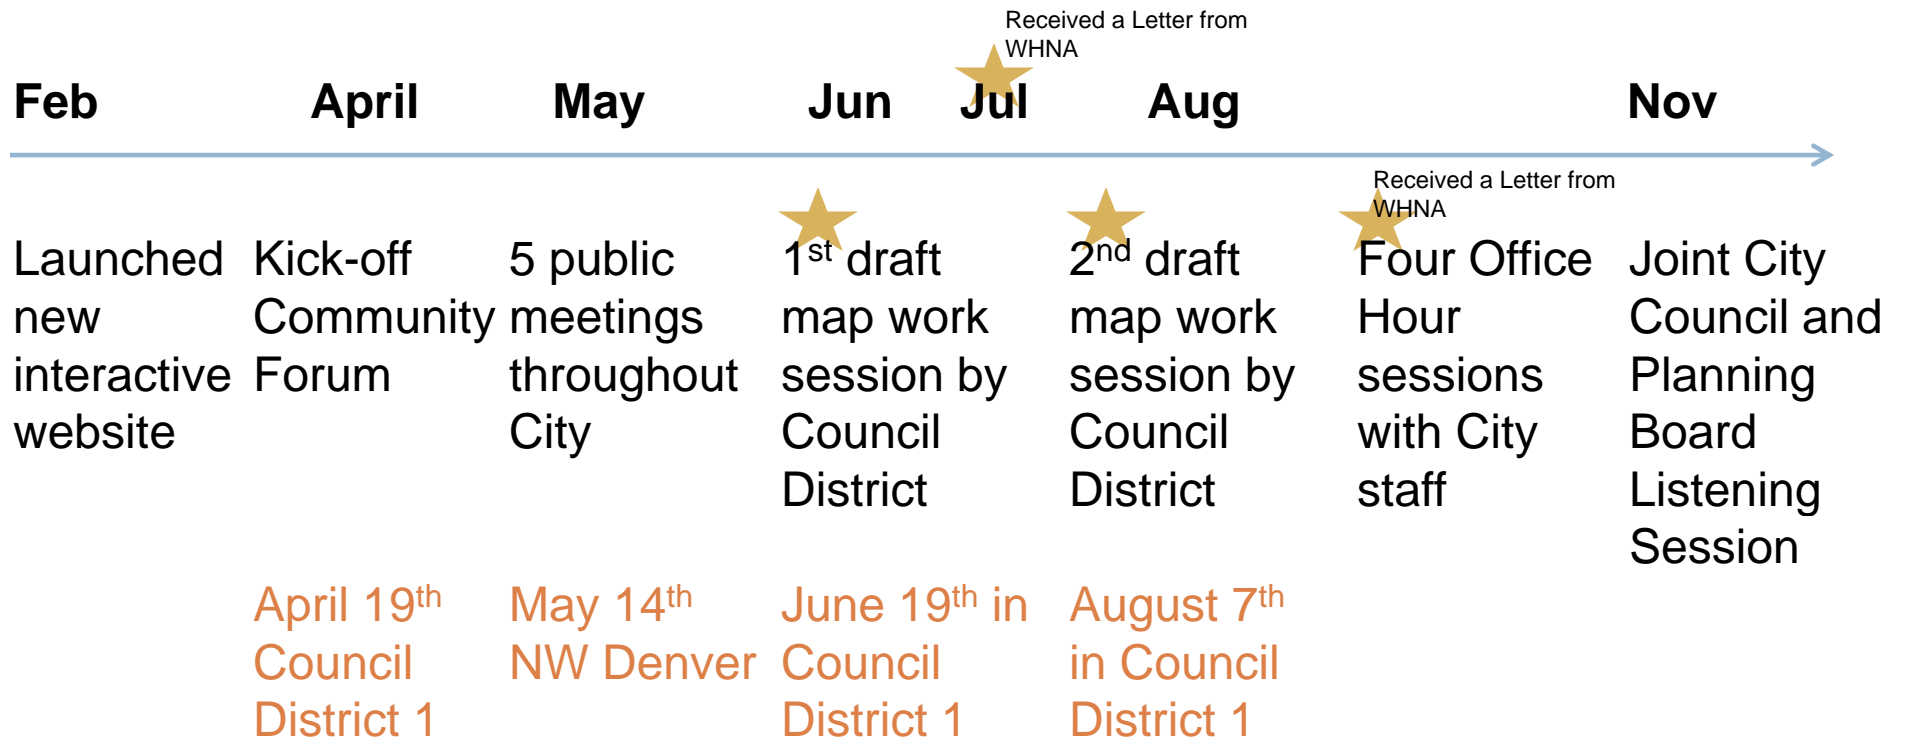 Received a Letter from
WHNA
Feb April May Jun Jul Aug Nov
Received a Letter from
WHNA
Launched
new
interactive
website
Kick-off
Community
Forum
5 public
meetings
throughout
City
1st draft
map work
session by
Council
District
2nd draft
map work
session by
Council
District
Four Office
Hour
sessions
with City
staff
Joint City
Council and
Planning
Board
Listening
Session
April 19th
Council
District 1
May 14th
NW Denver
June 19th in
Council
District 1
August 7th
in Council
District 1